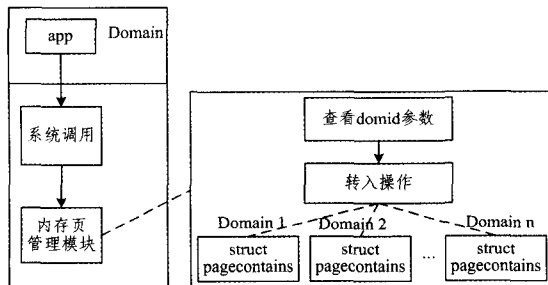 app
Domain
系统调用
内存页
管理模块
查看domid参数
转入操作
Domain 1
Domain 2
Domain n
struct
pagecontains
struct
pagecontains
...
struct
pagecontains